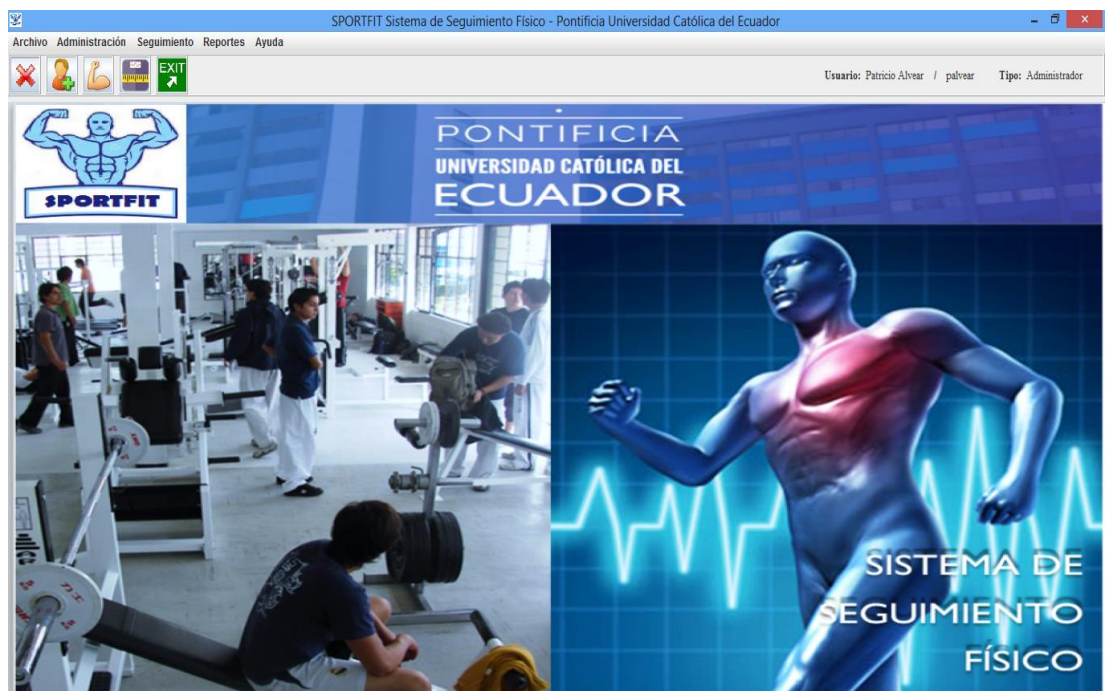 SPORTFIT Sistema de Seguimiento Físico - Pontificia Universidad Católica del Ecuador
Archivo Administración Seguimiento Reportes Ayuda
EXIT
Usuario: Patricio Alvear / palvear Tipo: Administrador
SPORTFIT
PONTIFICIA
UNIVERSIDAD CATÓLICA DEL
ECUADOR
SISTEMA DE
SEGUIMIENTO
FÍSICO